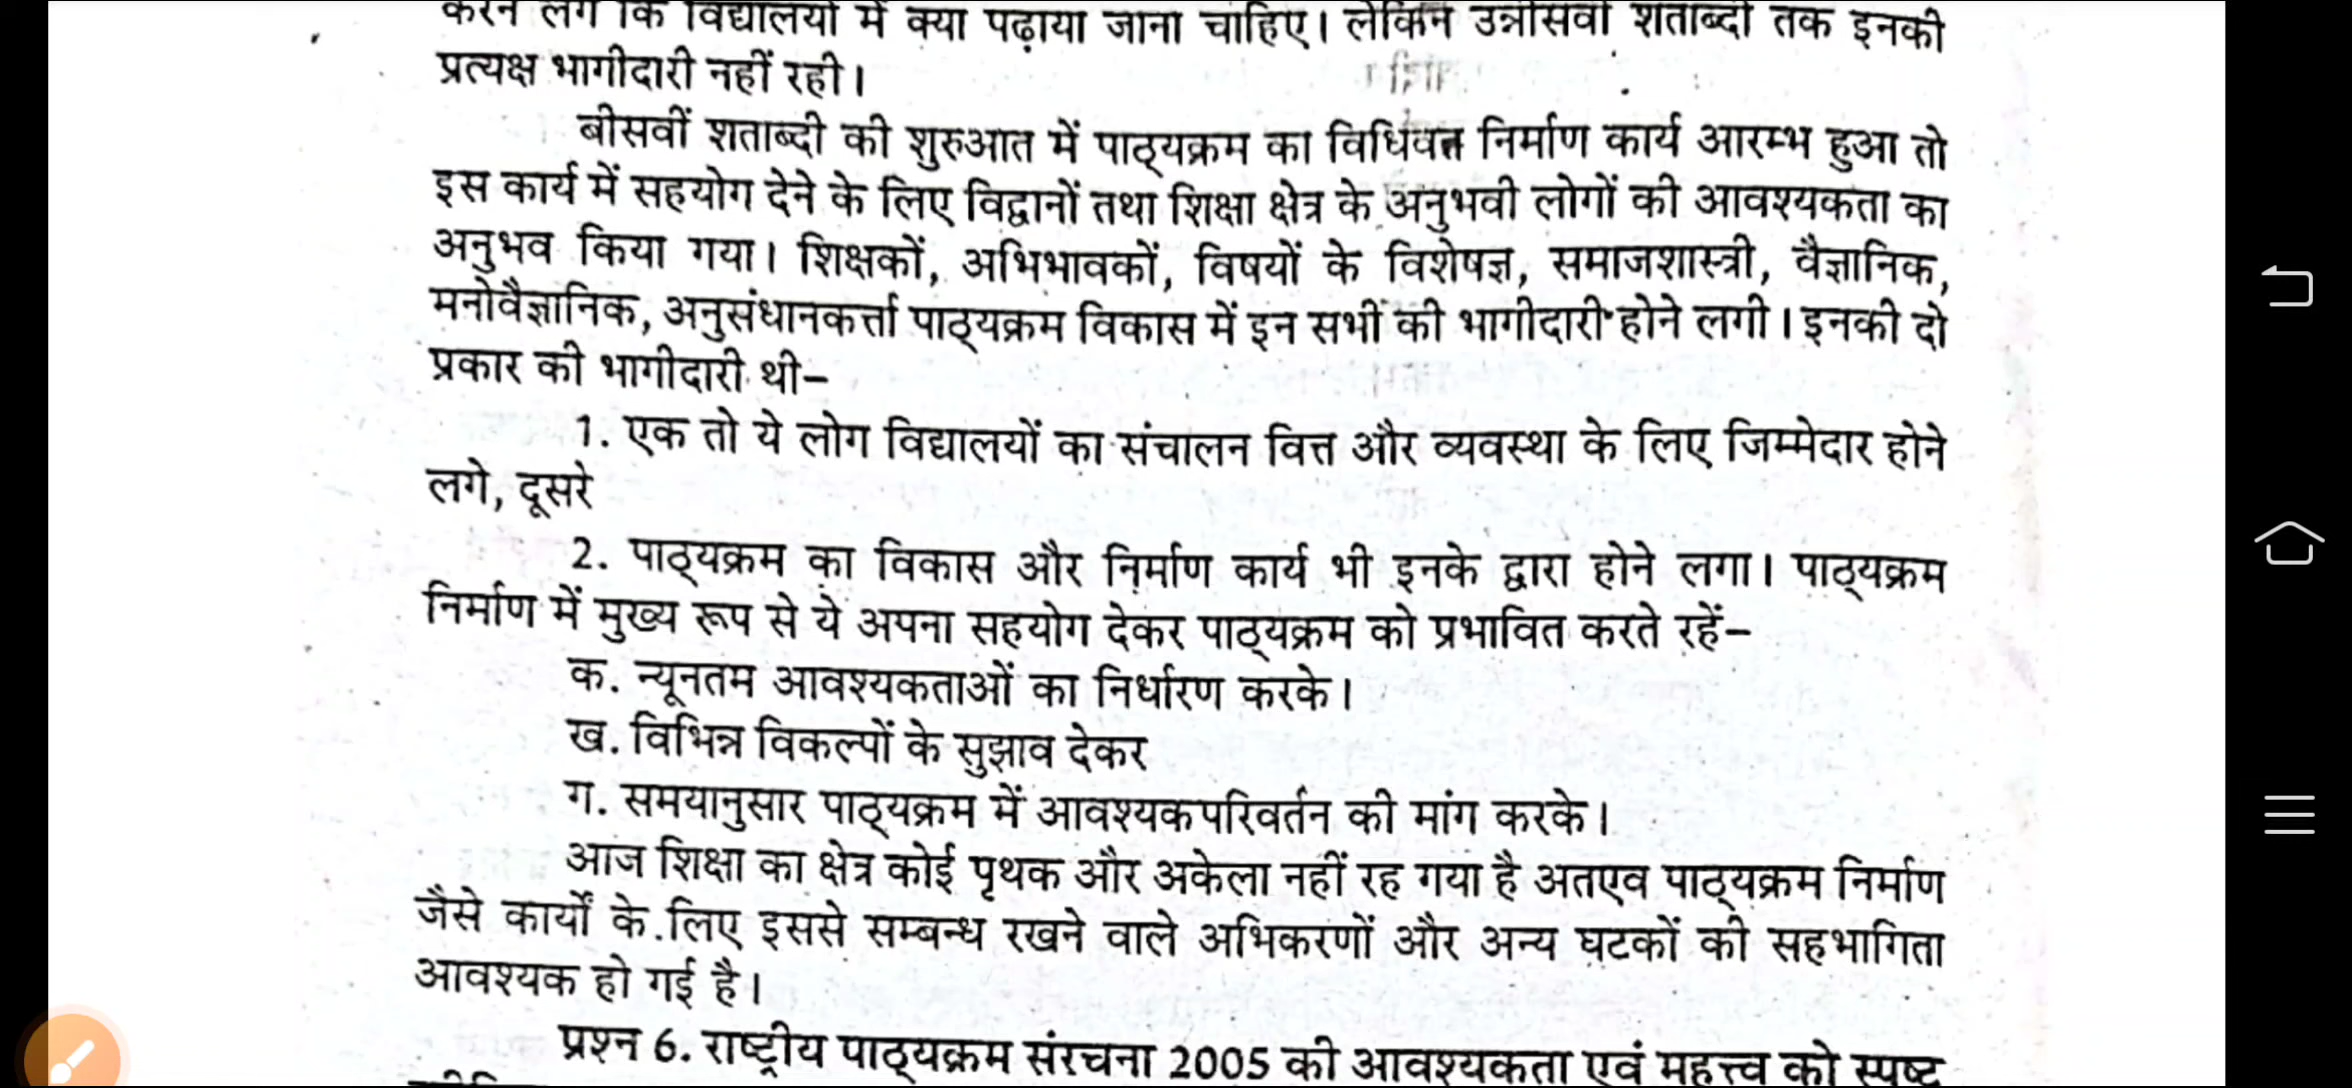 करने लगे कि विद्यालयों में क्या पढ़ाया जाना चाहिए। लेकिन उन्नीसवीं शताब्दी तक इनकी
प्रत्यक्ष भागीदारी नहीं रही।
बीसवीं शताब्दी की शुरुआत में पाठ्यक्रम का विधिवत निर्माण कार्य आरम्भ हुआ तो
इस कार्य में सहयोग देने के लिए विद्वानों तथा शिक्षा क्षेत्र के अनुभवी लोगों की आवश्यकता का
अनुभव किया गया। शिक्षकों, अभिभावकों, विषयों के विशेषज्ञ, समाजशास्त्री, वैज्ञानिक,
मनोवैज्ञानिक, अनुसंधानकर्त्ता पाठ्यक्रम विकास में इन सभी की भागीदारी होने लगी। इनकी दो
प्रकार की भागीदारी थी–
1. एक तो ये लोग विद्यालयों का संचालन वित्त और व्यवस्था के लिए जिम्मेदार होने
लगे, दूसरे
2. पाठ्यक्रम का विकास और निर्माण कार्य भी इनके द्वारा होने लगा। पाठ्यक्रम
निर्माण में मुख्य रूप से ये अपना सहयोग देकर पाठ्यक्रम को प्रभावित करते रहें–
क. न्यूनतम आवश्यकताओं का निर्धारण करके।
ख. विभिन्न विकल्पों के सुझाव देकर
ग. समयानुसार पाठ्यक्रम में आवश्यक परिवर्तन की मांग करके।
आज शिक्षा का क्षेत्र कोई पृथक और अकेला नहीं रह गया है अतएव पाठ्यक्रम निर्माण
जैसे कार्यों के लिए इससे सम्बन्ध रखने वाले अभिकरणों और अन्य घटकों की सहभागिता
आवश्यक हो गई है।
प्रश्न 6. राष्ट्रीय पाठ्यक्रम संरचना 2005 की आवश्यकता एवं महत्त्व को स्पष्ट